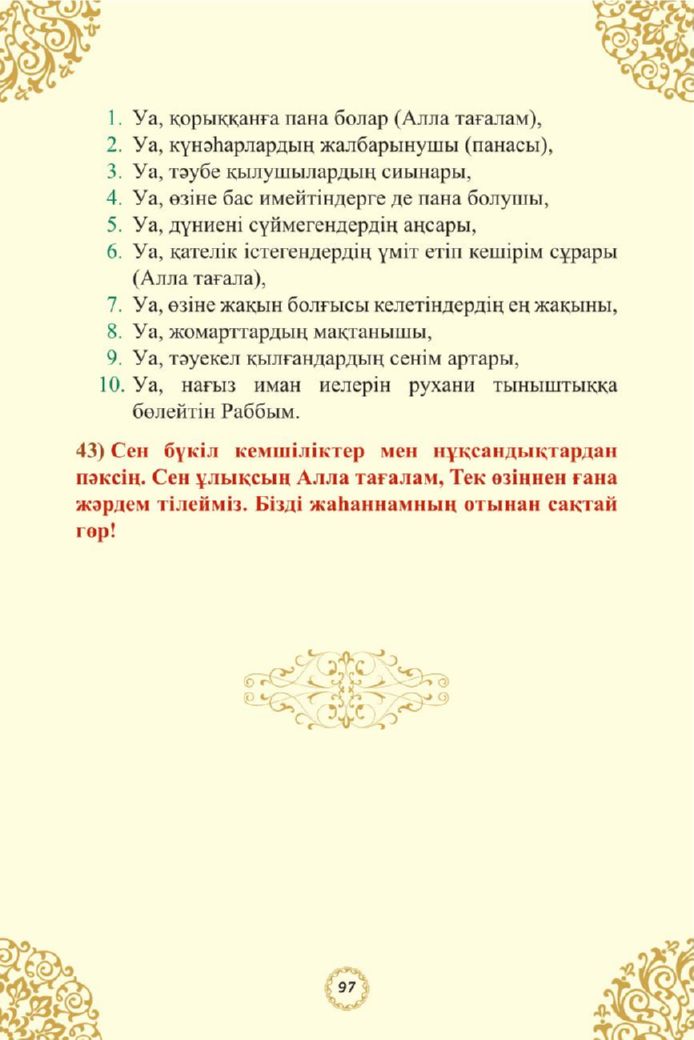 1. Уа, қорыққанға пана болар (Алла тағалам),
2. Уа, күнәһарлардың жалбарынушы (панасы),
3. Уа, тәубе қылушылардың сиынары,
4. Уа, өзіне бас имейтіндерге де пана болушы,
5. Уа, дүниені сүймегендердің аңсары,
6. Уа, қателік істегендердің үміт етіп кешірім сұрары
(Алла тағала),
7. Уа, өзіне жақын болғысы келетіндердің ең жақыны,
8. Уа, жомарттардың мақтанышы,
9. Уа, тәуекел қылғандардың сенім артары,
10. Уа, нағыз иман иелерін рухани тыныштыққа
бөлейтін Раббым.
43) Сен бүкіл кемшіліктер мен нұқсандықтардан
пәксің. Сен ұлықсың Алла тағалам, Тек өзіңнен ғана
жәрдем тілейміз. Бізді жаһаннамның отынан сақтай
гөр!
97